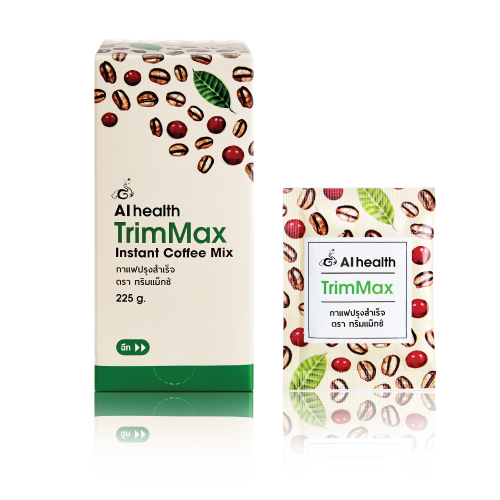 AI health
TrimMax
Instant Coffee Mix
กาแฟปรุงสำเร็จ
ตรา ทริมแม็กซ์
225 g.
ฉีก
AI health
TrimMax
กาแฟปรุงสำเร็จ
ตรา ทริมแม็กซ์